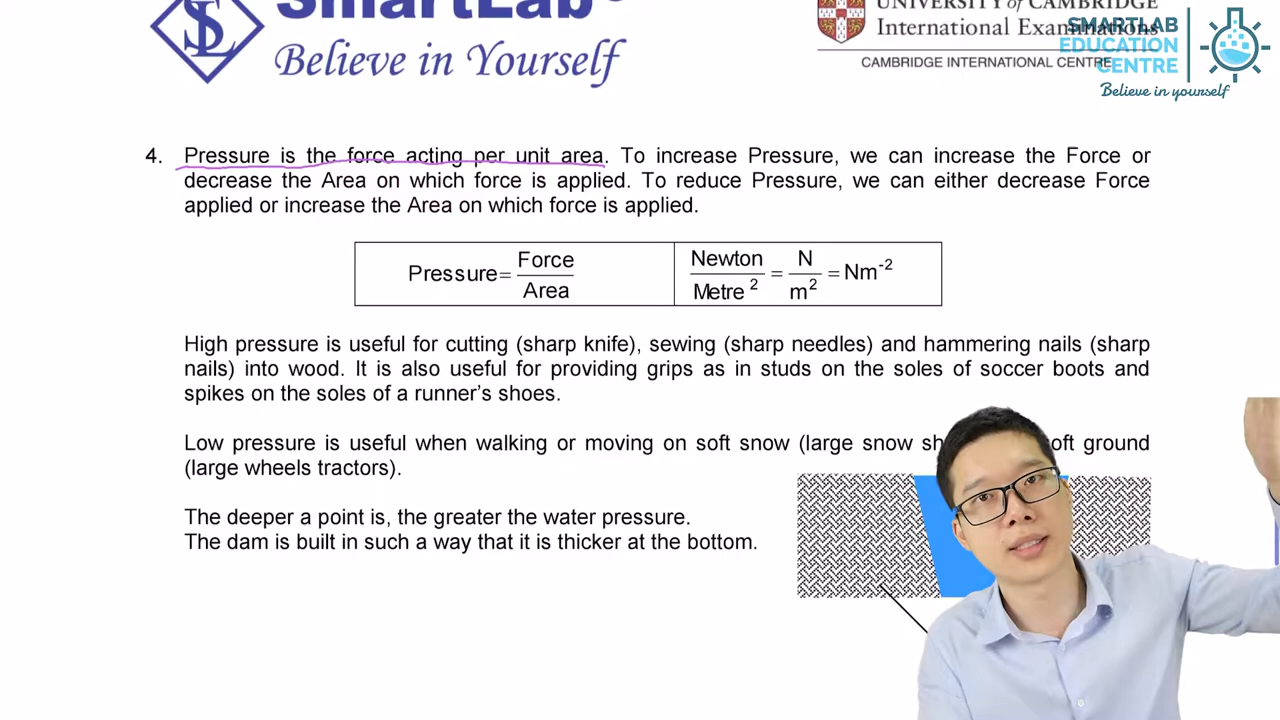 SmartLab®
Believe in Yourself
UNIVERSITY of CAMBRIDGE
International Examinations
CAMBRIDGE INTERNATIONAL CENTRE
SMARTLAB
EDUCATION
CENTRE
Believe in yourself
4. Pressure is the force acting per unit area. To increase Pressure, we can increase the Force or
decrease the Area on which force is applied. To reduce Pressure, we can either decrease Force
applied or increase the Area on which force is applied.
Pressure = Force / Area
Newton / Metre² = N / m² = Nm⁻²
High pressure is useful for cutting (sharp knife), sewing (sharp needles) and hammering nails (sharp
nails) into wood. It is also useful for providing grips as in studs on the soles of soccer boots and
spikes on the soles of a runner's shoes.
Low pressure is useful when walking or moving on soft snow (large snow ground
(large wheels tractors).
The deeper a point is, the greater the water pressure.
The dam is built in such a way that it is thicker at the bottom.